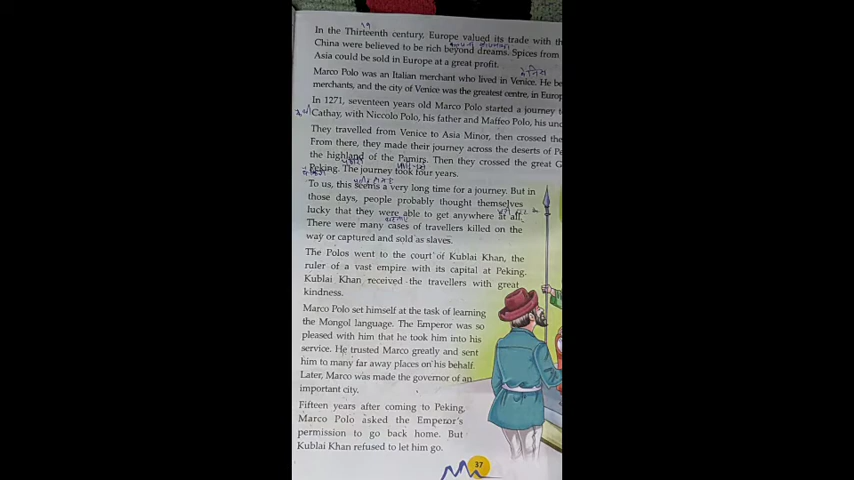 In the Thirteenth century, Europe valued its trade with th
China were believed to be rich beyond dreams. Spices from
Asia could be sold in Europe at a great profit.
Marco Polo was an Italian merchant who lived in Venice. He be
merchants, and the city of Venice was the greatest centre, in Europ
In 1271, seventeen years old Marco Polo started a journey t
Cathay, with Niccolo Polo, his father and Maffeo Polo, his un
They travelled from Venice to Asia Minor, then crossed the
From there, they made their journey across the deserts of Pe
the highland of the Pamirs. Then they crossed the great G
Peking. The journey took four years.
To us, this seems a very long time for a journey. But in
those days, people probably thought themselves
lucky that they were able to get anywhere at all.
There were many cases of travellers killed on the
way or captured and sold as slaves.
The Polos went to the court of Kublai Khan, the
ruler of a vast empire with its capital at Peking.
Kublai Khan received the travellers with great
kindness.
Marco Polo set himself at the task of learning
the Mongol language. The Emperor was so
pleased with him that he took him into his
service. He trusted Marco greatly and sent
him to many far away places on his behalf.
Later, Marco was made the governor of an
important city.
Fifteen years after coming to Peking,
Marco Polo asked the Emperor's
permission to go back home. But
Kublai Khan refused to let him go.
37